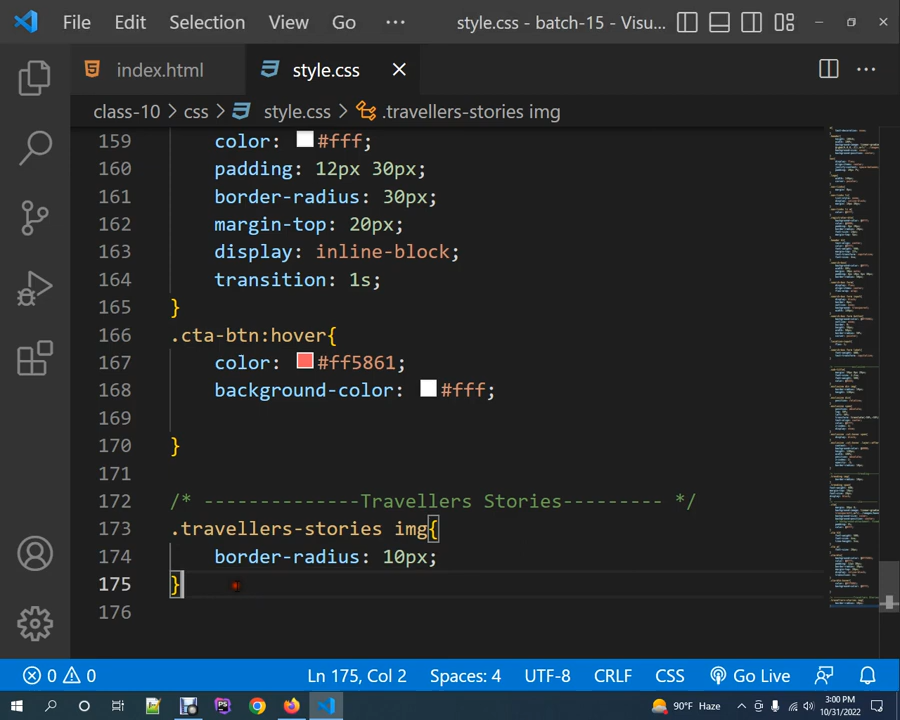 File Edit Selection View Go ··· style.css - batch-15 - Visu...
index.html style.css
class-10 > css > style.css > .travellers-stories img
159 color: #fff;
160 padding: 12px 30px;
161 border-radius: 30px;
162 margin-top: 20px;
163 display: inline-block;
164 transition: 1s;
165 }
166 .cta-btn:hover{
167 color: #ff5861;
168 background-color: #fff;
169
170 }
171
172 /* --------------Travellers Stories--------- */
173 .travellers-stories img{
174 border-radius: 10px;
175 }
176
0 0 Ln 175, Col 2 Spaces: 4 UTF-8 CRLF CSS Go Live
90°F Haze 3:00 PM
10/31/2022